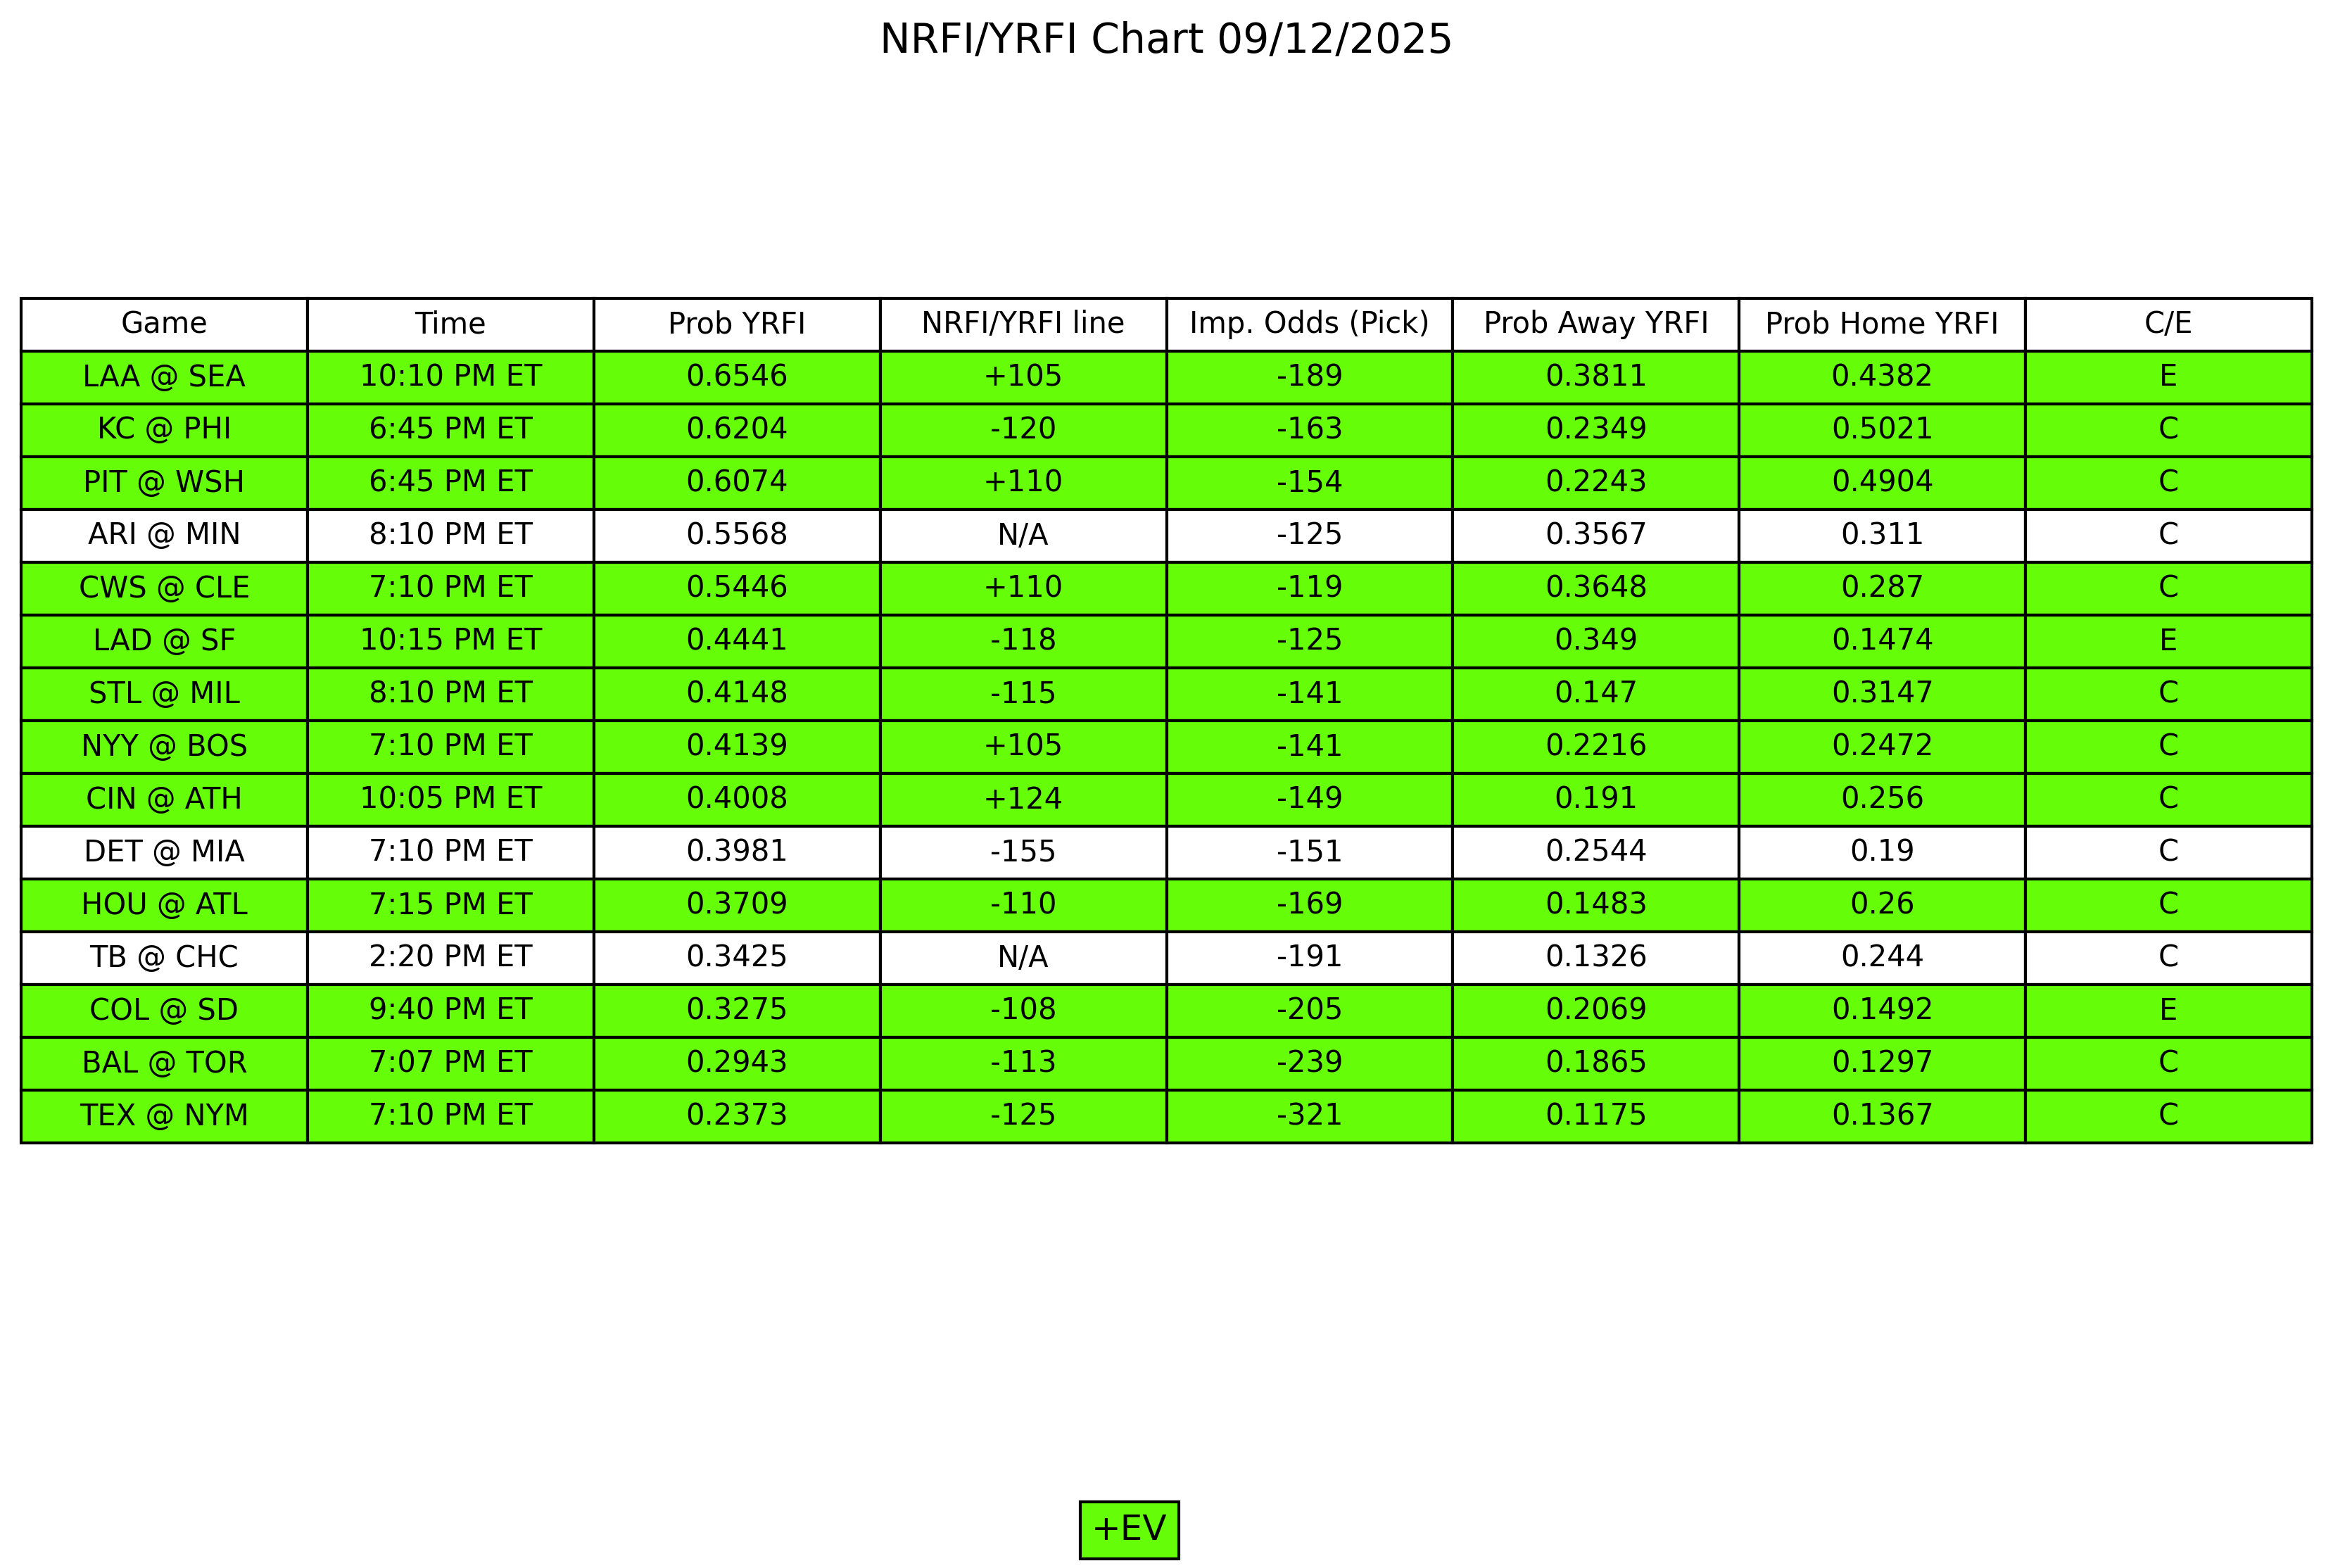 NRFI/YRFI Chart 09/12/2025
Game Time Prob YRFI NRFI/YRFI line Imp. Odds (Pick) Prob Away YRFI Prob Home YRFI C/E
LAA @ SEA 10:10 PM ET 0.6546 +105 -189 0.3811 0.4382 E
KC @ PHI 6:45 PM ET 0.6204 -120 -163 0.2349 0.5021 C
PIT @ WSH 6:45 PM ET 0.6074 +110 -154 0.2243 0.4904 C
ARI @ MIN 8:10 PM ET 0.5568 N/A -125 0.3567 0.311 C
CWS @ CLE 7:10 PM ET 0.5446 +110 -119 0.3648 0.287 C
LAD @ SF 10:15 PM ET 0.4441 -118 -125 0.349 0.1474 E
STL @ MIL 8:10 PM ET 0.4148 -115 -141 0.147 0.3147 C
NYY @ BOS 7:10 PM ET 0.4139 +105 -141 0.2216 0.2472 C
CIN @ ATH 10:05 PM ET 0.4008 +124 -149 0.191 0.256 C
DET @ MIA 7:10 PM ET 0.3981 -155 -151 0.2544 0.19 C
HOU @ ATL 7:15 PM ET 0.3709 -110 -169 0.1483 0.26 C
TB @ CHC 2:20 PM ET 0.3425 N/A -191 0.1326 0.244 C
COL @ SD 9:40 PM ET 0.3275 -108 -205 0.2069 0.1492 E
BAL @ TOR 7:07 PM ET 0.2943 -113 -239 0.1865 0.1297 C
TEX @ NYM 7:10 PM ET 0.2373 -125 -321 0.1175 0.1367 C
+EV